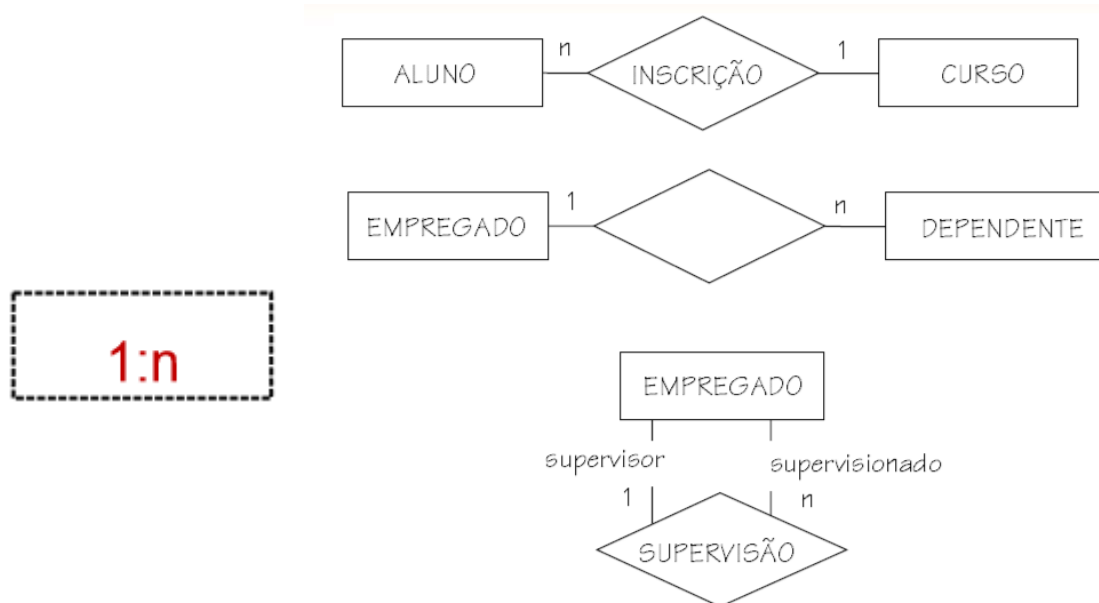 n
1
ALUNO
INSCRIÇÃO
CURSO
1
n
EMPREGADO
DEPENDENTE
1:n
EMPREGADO
supervisor
supervisionado
1
n
SUPERVISÃO